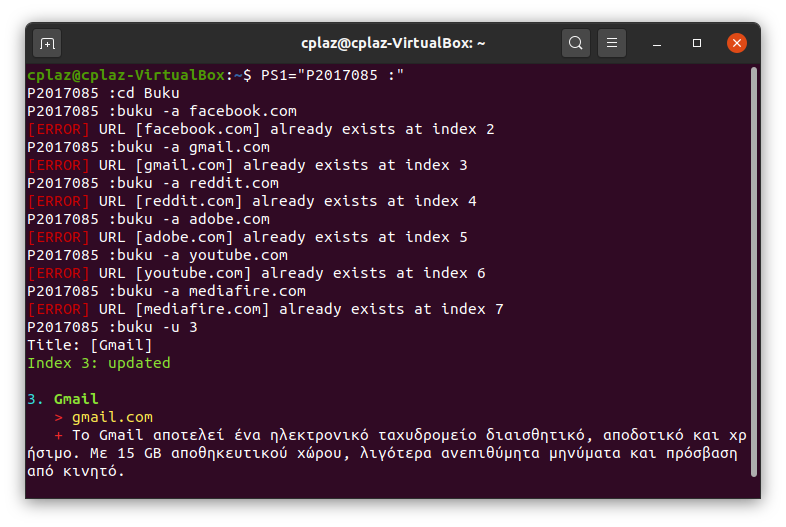 cplaz@cplaz-VirtualBox: ~
cplaz@cplaz-VirtualBox:~$ PS1="P2017085 :"
P2017085 :cd Buku
P2017085 :buku -a facebook.com
[ERROR] URL [facebook.com] already exists at index 2
P2017085 :buku -a gmail.com
[ERROR] URL [gmail.com] already exists at index 3
P2017085 :buku -a reddit.com
[ERROR] URL [reddit.com] already exists at index 4
P2017085 :buku -a adobe.com
[ERROR] URL [adobe.com] already exists at index 5
P2017085 :buku -a youtube.com
[ERROR] URL [youtube.com] already exists at index 6
P2017085 :buku -a mediafire.com
[ERROR] URL [mediafire.com] already exists at index 7
P2017085 :buku -u 3
Title: [Gmail]
Index 3: updated
3. Gmail
> gmail.com
+ Το Gmail αποτελεί ένα ηλεκτρονικό ταχυδρομείο διαισθητικό, αποδοτικό και χρ
ήσιμο. Με 15 GB αποθηκευτικού χώρου, λιγότερα ανεπιθύμητα μηνύματα και πρόσβαση
από κινητό.